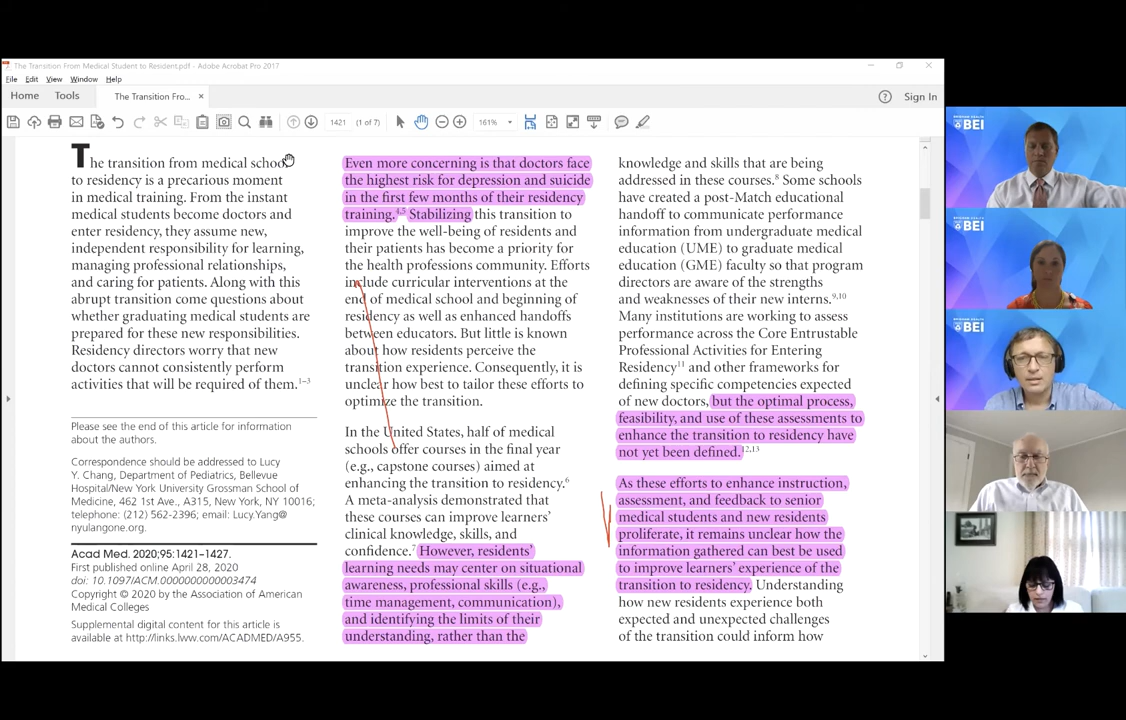 The Transition From Medical Student to Resident.pdf - Adobe Acrobat Pro 2017
File Edit View Window Help
Home Tools The Transition Fro... × Sign In
1421 (1 of 7) 161%
The transition from medical school
to residency is a precarious moment
in medical training. From the instant
medical students become doctors and
enter residency, they assume new,
independent responsibility for learning,
managing professional relationships,
and caring for patients. Along with this
abrupt transition come questions about
whether graduating medical students are
prepared for these new responsibilities.
Residency directors worry that new
doctors cannot consistently perform
activities that will be required of them.1–3
Please see the end of this article for information
about the authors.
Correspondence should be addressed to Lucy
Y. Chang, Department of Pediatrics, Bellevue
Hospital/New York University Grossman School of
Medicine, 462 1st Ave., A315, New York, NY 10016;
telephone: (212) 562-2396; email: Lucy.Yang@
nyulangone.org.
Acad Med. 2020;95:1421–1427.
First published online April 28, 2020
doi: 10.1097/ACM.0000000000003474
Copyright © 2020 by the Association of American
Medical Colleges
Supplemental digital content for this article is
available at http://links.lww.com/ACADMED/A955.
Even more concerning is that doctors face
the highest risk for depression and suicide
in the first few months of their residency
training.4,5 Stabilizing this transition to
improve the well-being of residents and
their patients has become a priority for
the health professions community. Efforts
include curricular interventions at the
end of medical school and beginning of
residency as well as enhanced handoffs
between educators. But little is known
about how residents perceive the
transition experience. Consequently, it is
unclear how best to tailor these efforts to
optimize the transition.
In the United States, half of medical
schools offer courses in the final year
(e.g., capstone courses) aimed at
enhancing the transition to residency.6
A meta-analysis demonstrated that
these courses can improve learners’
clinical knowledge, skills, and
confidence.7 However, residents’
learning needs may center on situational
awareness, professional skills (e.g.,
time management, communication),
and identifying the limits of their
understanding, rather than the
knowledge and skills that are being
addressed in these courses.8 Some schools
have created a post-Match educational
handoff to communicate performance
information from undergraduate medical
education (UME) to graduate medical
education (GME) faculty so that program
directors are aware of the strengths
and weaknesses of their new interns.9,10
Many institutions are working to assess
performance across the Core Entrustable
Professional Activities for Entering
Residency11 and other frameworks for
defining specific competencies expected
of new doctors, but the optimal process,
feasibility, and use of these assessments to
enhance the transition to residency have
not yet been defined.12,13
As these efforts to enhance instruction,
assessment, and feedback to senior
medical students and new residents
proliferate, it remains unclear how the
information gathered can best be used
to improve learners’ experience of the
transition to residency. Understanding
how new residents experience both
expected and unexpected challenges
of the transition could inform how
BEI
BEI
BEI